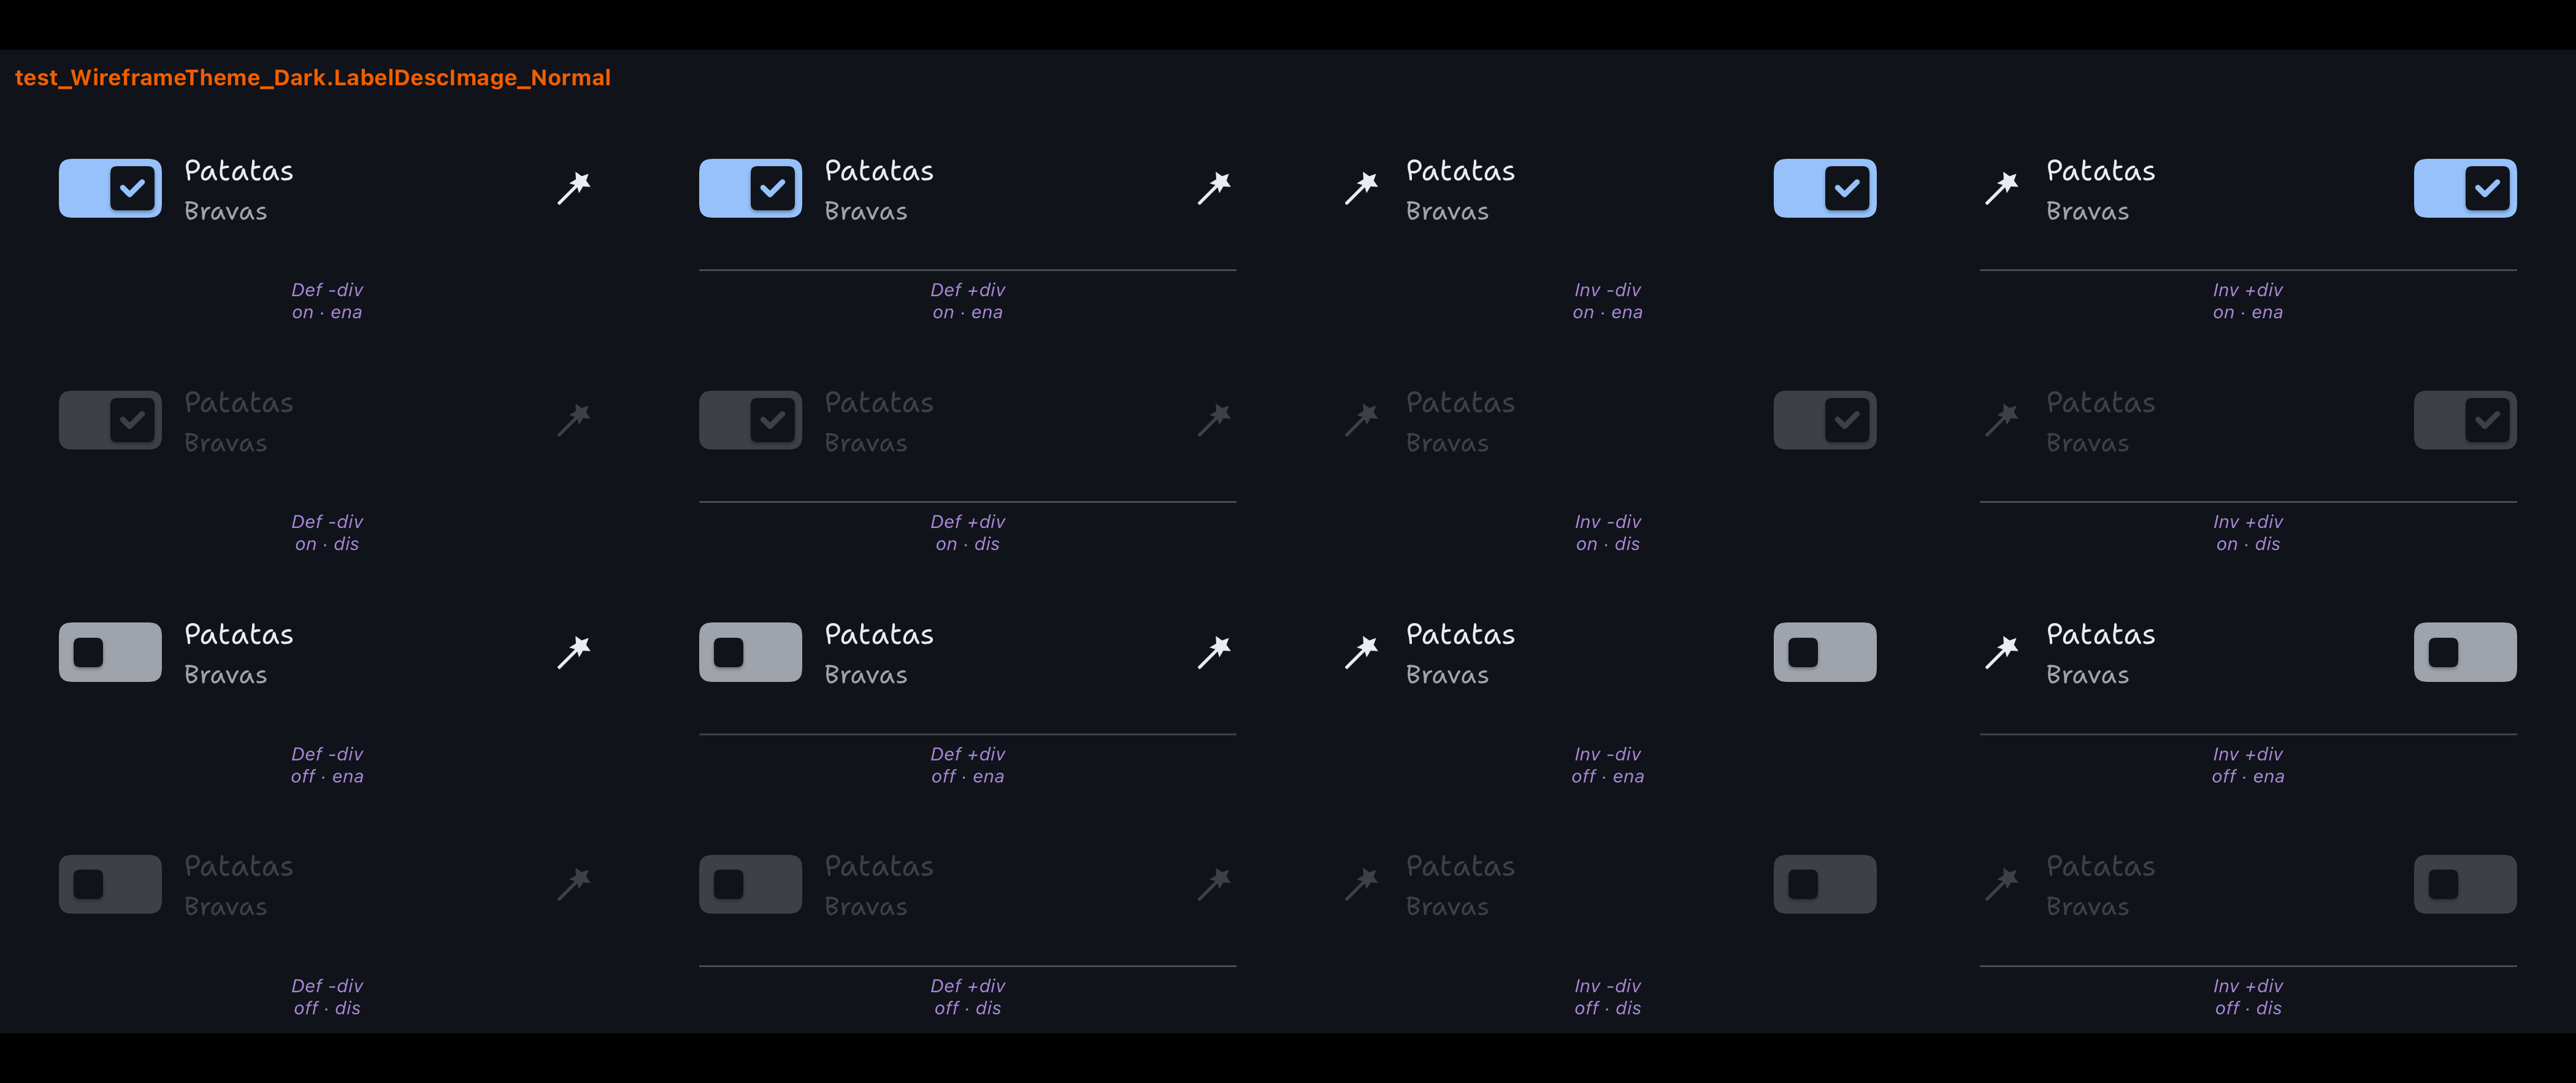 test_WireframeTheme_Dark.LabelDescImage_Normal
Patatas
Bravas
Def -div
on · ena
Patatas
Bravas
Def +div
on · ena
Patatas
Bravas
Inv -div
on · ena
Patatas
Bravas
Inv +div
on · ena
Patatas
Bravas
Def -div
on · dis
Patatas
Bravas
Def +div
on · dis
Patatas
Bravas
Inv -div
on · dis
Patatas
Bravas
Inv +div
on · dis
Patatas
Bravas
Def -div
off · ena
Patatas
Bravas
Def +div
off · ena
Patatas
Bravas
Inv -div
off · ena
Patatas
Bravas
Inv +div
off · ena
Patatas
Bravas
Def -div
off · dis
Patatas
Bravas
Def +div
off · dis
Patatas
Bravas
Inv -div
off · dis
Patatas
Bravas
Inv +div
off · dis